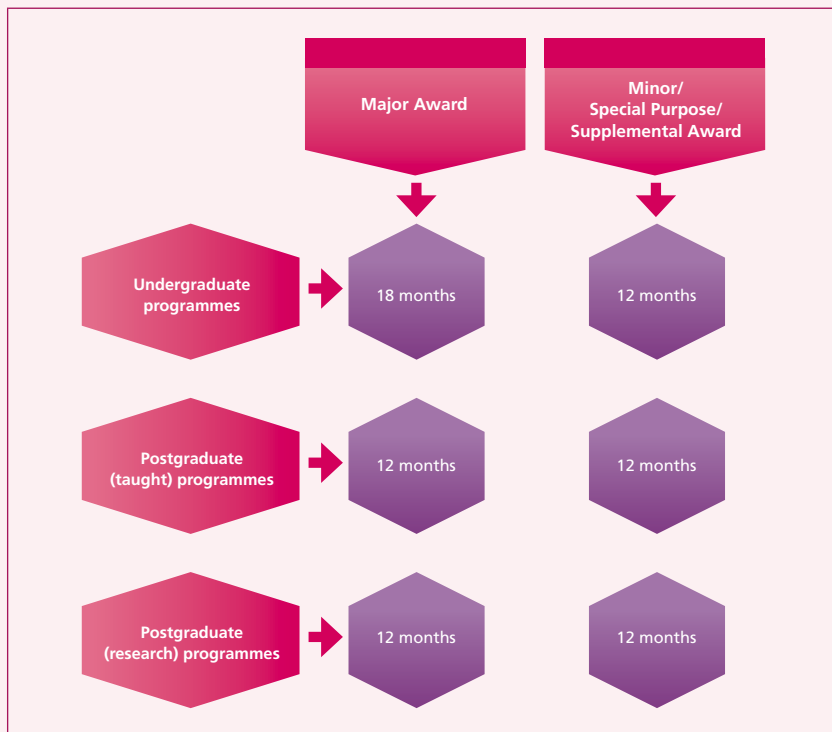 Major Award
Minor/
Special Purpose/
Supplemental Award
Undergraduate
programmes
18 months
12 months
Postgraduate
(taught) programmes
12 months
12 months
Postgraduate
(research) programmes
12 months
12 months